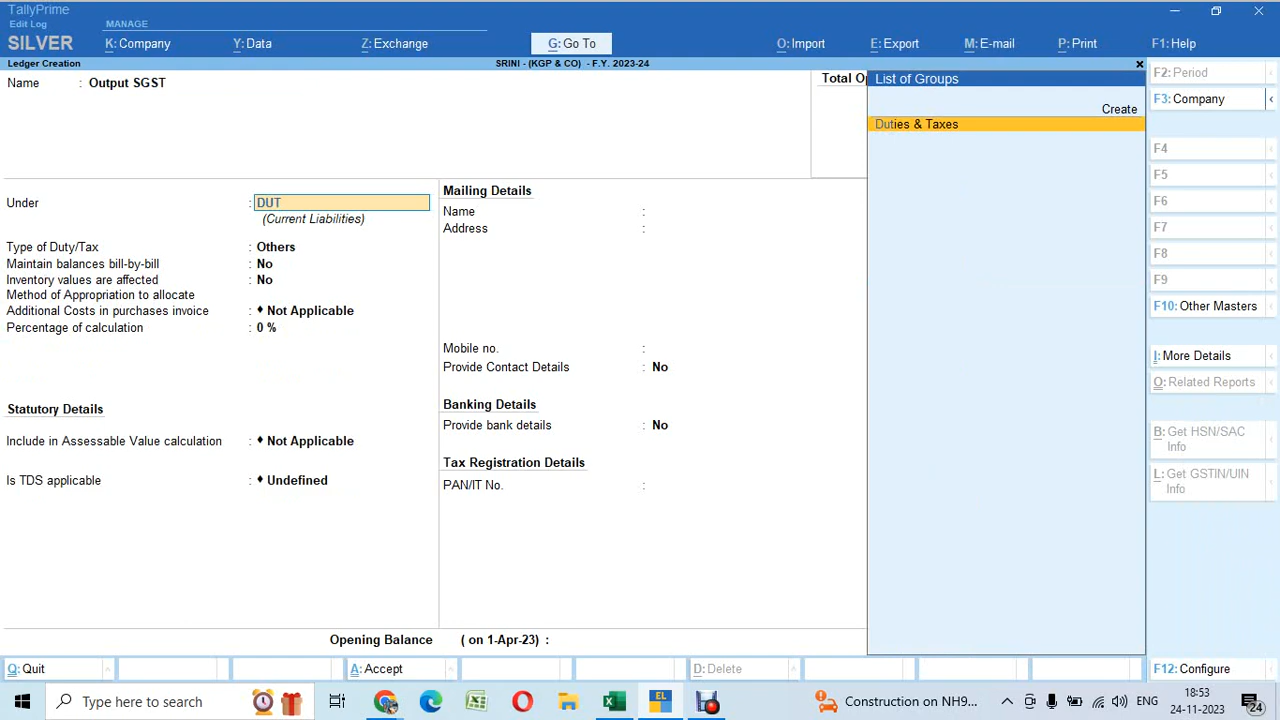 TallyPrime
Edit Log
SILVER
MANAGE
K: Company
Y: Data
Z: Exchange
G: Go To
O: Import
E: Export
M: E-mail
P: Print
F1: Help
Ledger Creation
SRINI - (KGP & CO) - F.Y. 2023-24
Name : Output SGST
Total Op
Under : DUT
(Current Liabilities)
Type of Duty/Tax : Others
Maintain balances bill-by-bill : No
Inventory values are affected : No
Method of Appropriation to allocate
Additional Costs in purchases invoice : ♦ Not Applicable
Percentage of calculation : 0 %
Statutory Details
Include in Assessable Value calculation : ♦ Not Applicable
Is TDS applicable : ♦ Undefined
Mailing Details
Name :
Address :
Mobile no. :
Provide Contact Details : No
Banking Details
Provide bank details : No
Tax Registration Details
PAN/IT No. :
Opening Balance ( on 1-Apr-23) :
List of Groups
Create
Duties & Taxes
F2: Period
F3: Company
F4
F5
F6
F7
F8
F9
F10: Other Masters
I: More Details
O: Related Reports
B: Get HSN/SAC
Info
L: Get GSTIN/UIN
Info
Q: Quit
A: Accept
D: Delete
F12: Configure
Type here to search
EL
Construction on NH9...
ENG
18:53
24-11-2023
24